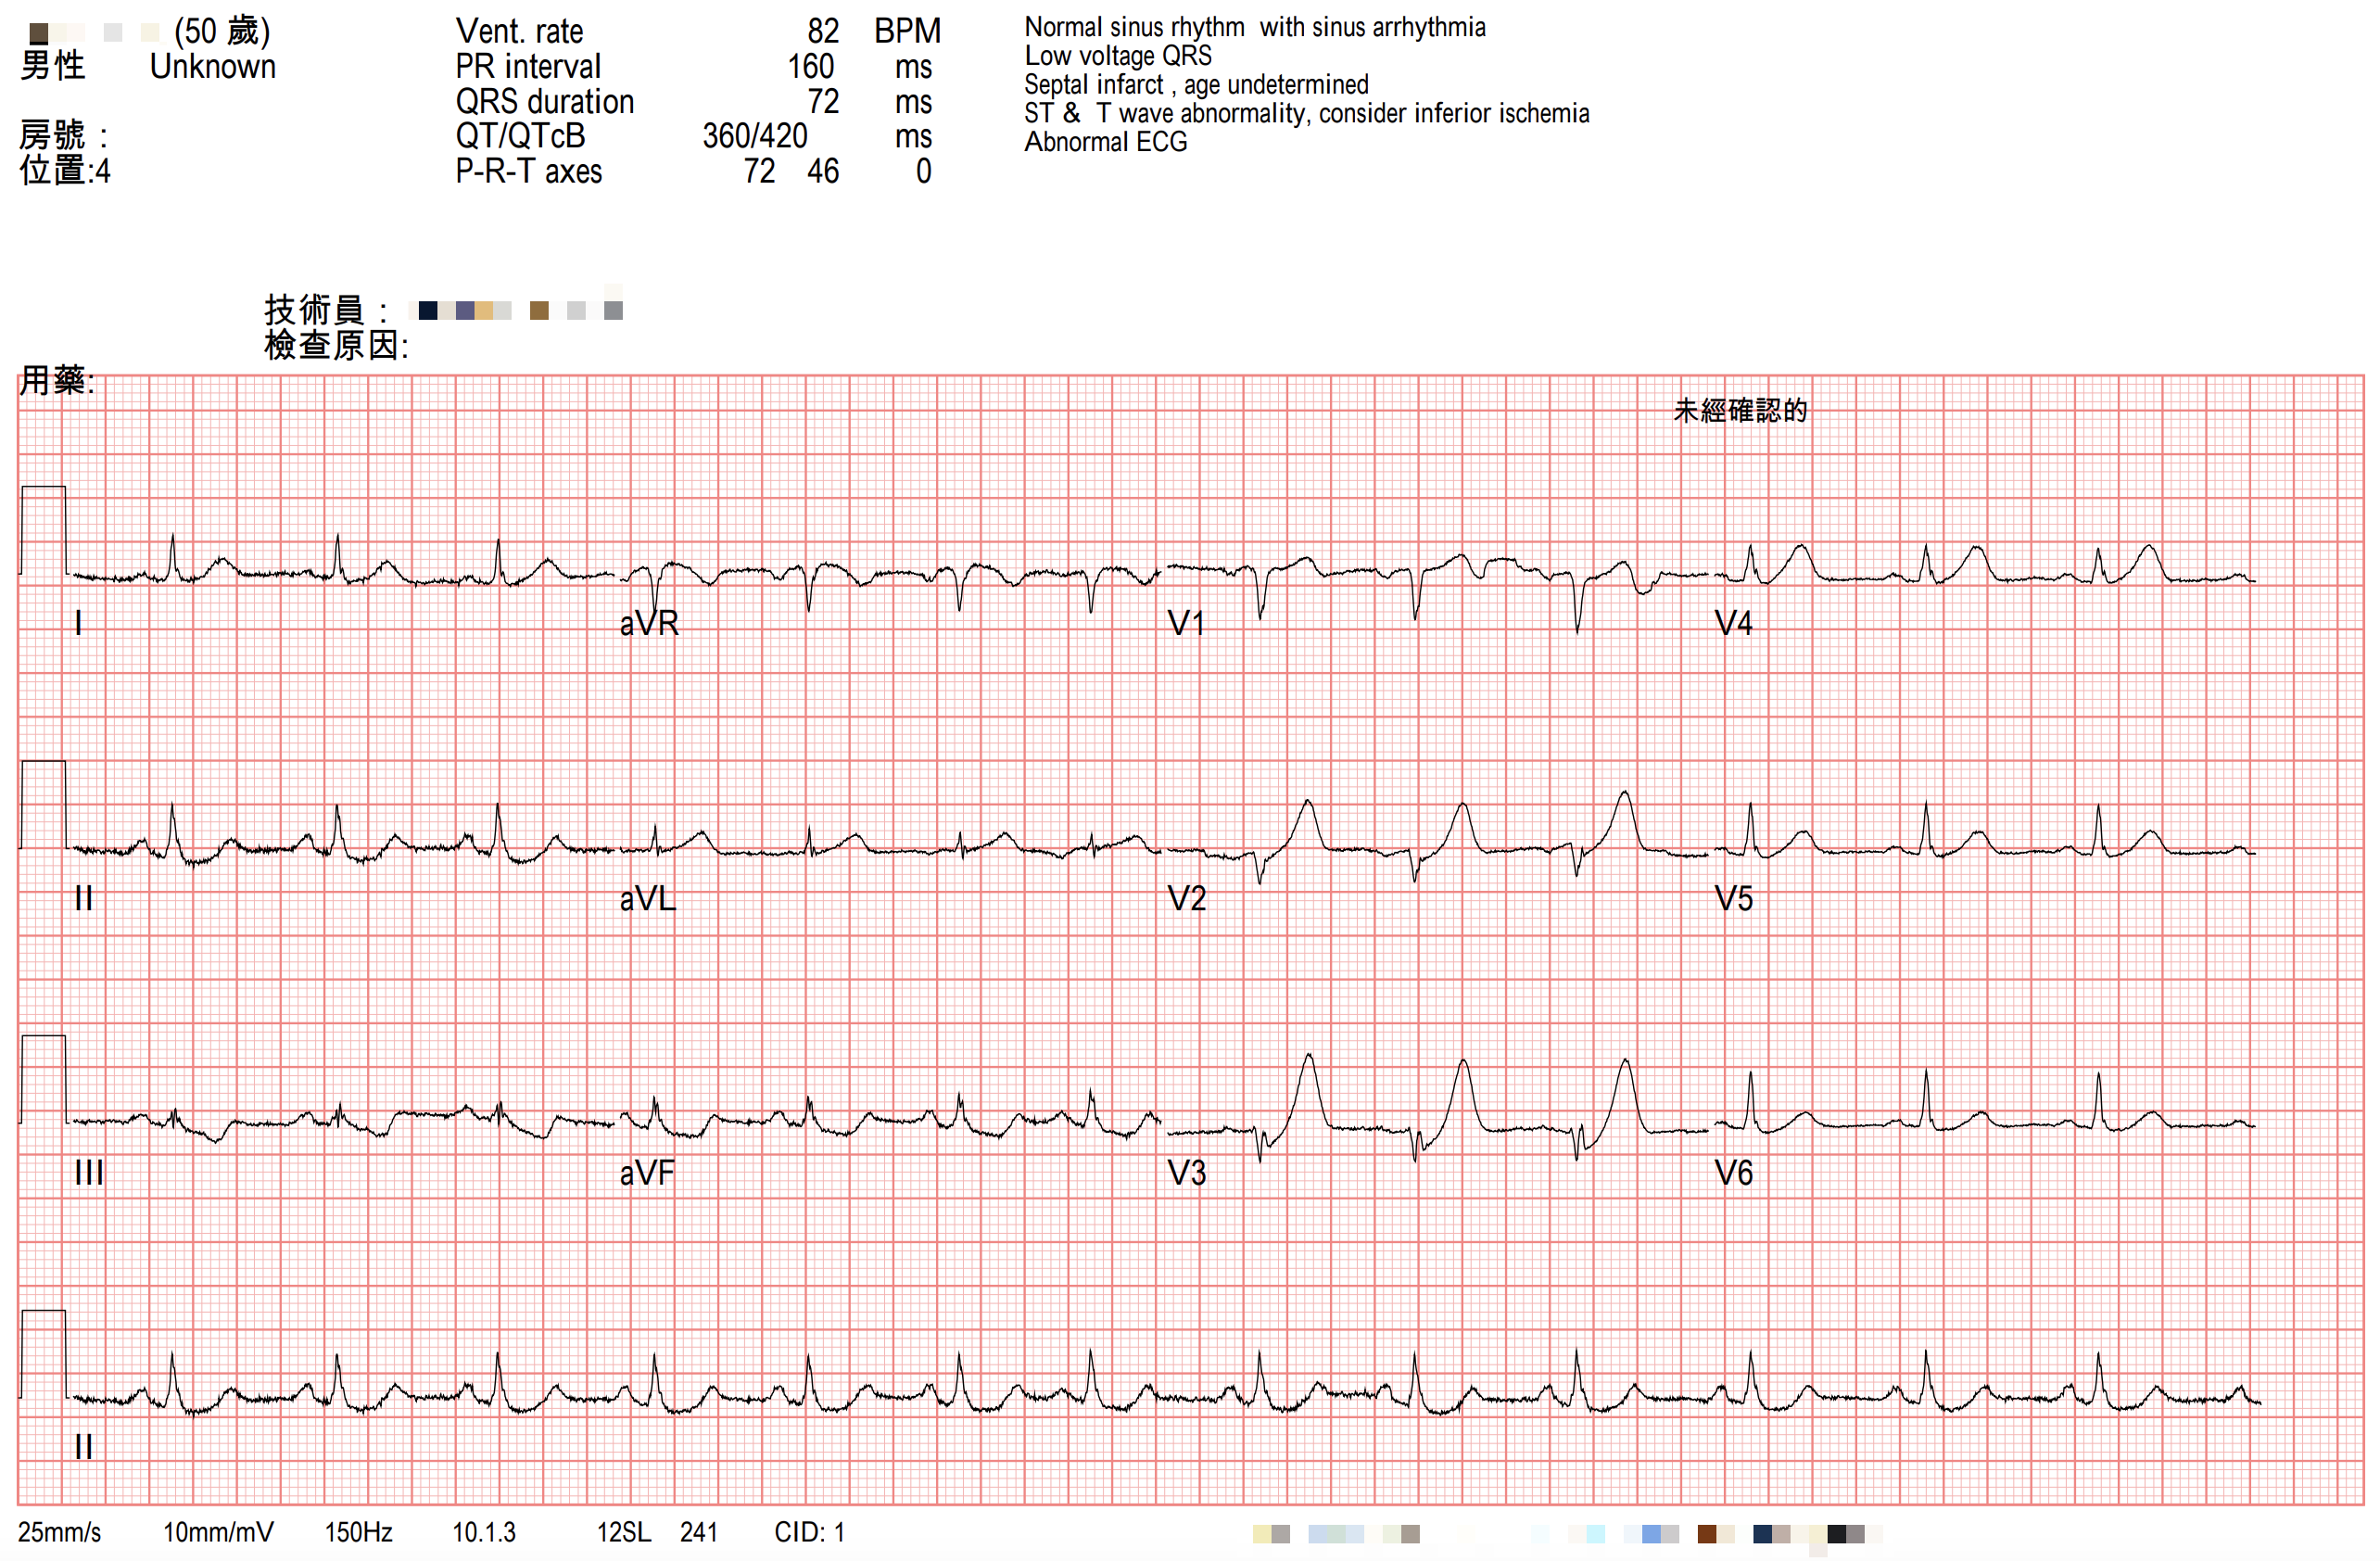 (50 歲)
男性 Unknown
房號 :
位置:4
Vent. rate 82 BPM
PR interval 160 ms
QRS duration 72 ms
QT/QTcB 360/420 ms
P-R-T axes 72 46 0
Normal sinus rhythm with sinus arrhythmia
Low voltage QRS
Septal infarct , age undetermined
ST & T wave abnormality, consider inferior ischemia
Abnormal ECG
技術員 :
檢查原因:
用藥:
未經確認的
I aVR V1 V4
II aVL V2 V5
III aVF V3 V6
II
25mm/s 10mm/mV 150Hz 10.1.3 12SL 241 CID: 1